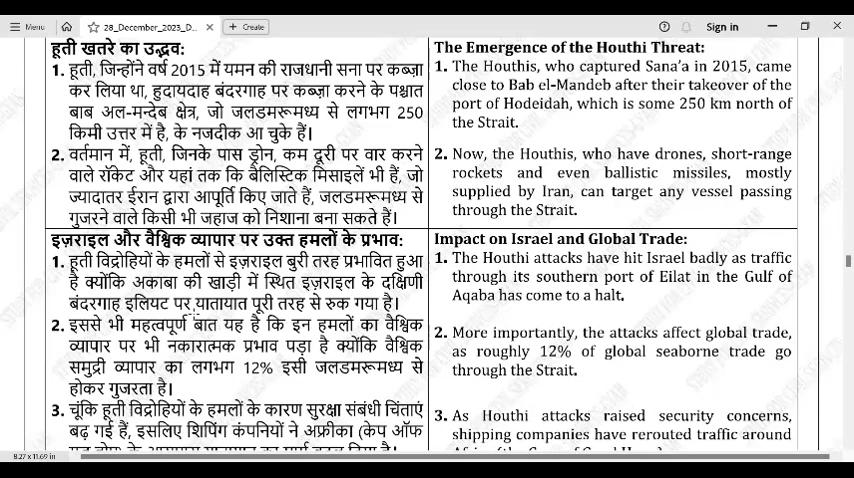 Menu
28_December_2023_D...
+ Create
Sign in
हूती खतरे का उद्भव:
1. हूती, जिन्होंने वर्ष 2015 में यमन की राजधानी सना पर कब्ज़ा
कर लिया था, हुदायदाह बंदरगाह पर कब्ज़ा करने के पश्चात
बाब अल-मन्देब क्षेत्र, जो जलडमरूमध्य से लगभग 250
किमी उत्तर में है, के नजदीक आ चुके हैं।
2. वर्तमान में, हूती, जिनके पास ड्रोन, कम दूरी पर वार करने
वाले रॉकेट और यहां तक कि बैलिस्टिक मिसाइलें भी हैं, जो
ज्यादातर ईरान द्वारा आपूर्ति किए जाते हैं, जलडमरूमध्य से
गुजरने वाले किसी भी जहाज को निशाना बना सकते हैं।
The Emergence of the Houthi Threat:
1. The Houthis, who captured Sana’a in 2015, came
close to Bab el-Mandeb after their takeover of the
port of Hodeidah, which is some 250 km north of
the Strait.
2. Now, the Houthis, who have drones, short-range
rockets and even ballistic missiles, mostly
supplied by Iran, can target any vessel passing
through the Strait.
इज़राइल और वैश्विक व्यापार पर उक्त हमलों के प्रभाव:
1. हूती विद्रोहियों के हमलों से इज़राइल बुरी तरह प्रभावित हुआ
है क्योंकि अकाबा की खाड़ी में स्थित इज़राइल के दक्षिणी
बंदरगाह इलियट पर यातायात पूरी तरह से रुक गया है।
2. इससे भी महत्वपूर्ण बात यह है कि इन हमलों का वैश्विक
व्यापार पर भी नकारात्मक प्रभाव पड़ा है क्योंकि वैश्विक
समुद्री व्यापार का लगभग 12% इसी जलडमरूमध्य से
होकर गुजरता है।
3. चूंकि हूती विद्रोहियों के हमलों के कारण सुरक्षा संबंधी चिंताएं
बढ़ गई हैं, इसलिए शिपिंग कंपनियों ने अफ्रीका (केप ऑफ
Impact on Israel and Global Trade:
1. The Houthi attacks have hit Israel badly as traffic
through its southern port of Eilat in the Gulf of
Aqaba has come to a halt.
2. More importantly, the attacks affect global trade,
as roughly 12% of global seaborne trade go
through the Strait.
3. As Houthi attacks raised security concerns,
shipping companies have rerouted traffic around
8.27 x 11.69 in